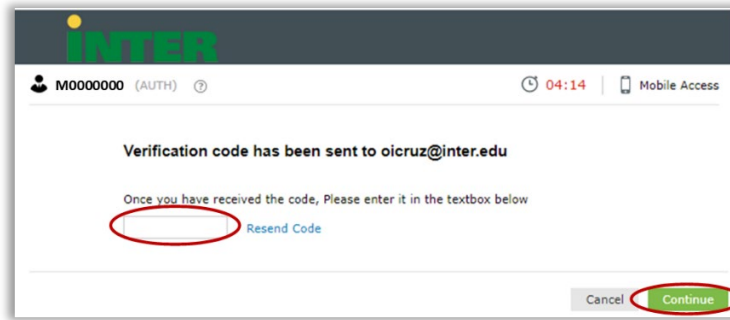 INTER
M0000000 (AUTH) ? 04:14 Mobile Access
Verification code has been sent to oicruz@inter.edu
Once you have received the code, Please enter it in the textbox below
Resend Code
Cancel Continue